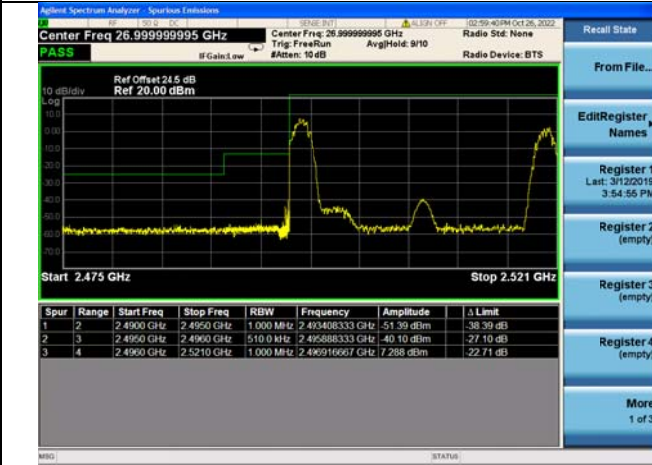 Agilent Spectrum Analyzer - Spurious Emissions
RF 50 Ω DC SENSE:INT ALIGN OFF 02:59:40 PM Oct 26, 2022
Center Freq 26.999999995 GHz
Center Freq: 26.999999995 GHz
Radio Std: None
Trig: FreeRun Avg|Hold: 9/10
PASS IFGain:Low #Atten: 10 dB Radio Device: BTS
Ref Offset 24.5 dB
10 dB/div Ref 20.00 dBm
Log
10.0
0.00
-10.0
-20.0
-30.0
-40.0
-50.0
-60.0
-70.0
Start 2.475 GHz Stop 2.521 GHz
Spur Range Start Freq Stop Freq RBW Frequency Amplitude Δ Limit
1 2 2.4900 GHz 2.4950 GHz 1.000 MHz 2.493408333 GHz -51.39 dBm -38.39 dB
2 3 2.4950 GHz 2.4960 GHz 510.0 kHz 2.495888333 GHz -40.10 dBm -27.10 dB
3 4 2.4960 GHz 2.5210 GHz 1.000 MHz 2.496916667 GHz 7.288 dBm -22.71 dB
MSG STATUS
Recall State
From File...
Edit Register
Names
Register 1
Last: 3/12/2019
3:54:55 PM
Register 2
(empty)
Register 3
(empty)
Register 4
(empty)
More
1 of 3